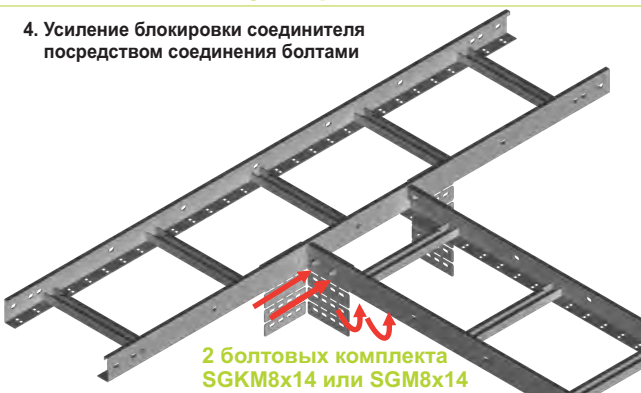 4. Усиление блокировки соединителя
посредством соединения болтами
2 болтовых комплекта
SGKM8x14 или SGM8x14